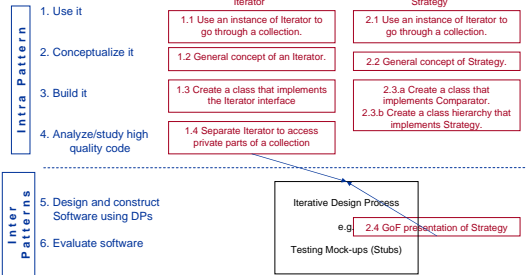 Iterator
Strategy
Intra Pattern
1. Use it
1.1 Use an instance of Iterator to
go through a collection.
2.1 Use an instance of Iterator to
go through a collection.
2. Conceptualize it
1.2 General concept of an Iterator.
2.2 General concept of Strategy.
3. Build it
1.3 Create a class that implements
the Iterator interface
2.3.a Create a class that
implements Comparator.
2.3.b Create a class hierarchy that
implements Strategy.
4. Analyze/study high
quality code
1.4 Separate Iterator to access
private parts of a collection
Inter
Patterns
5. Design and construct
Software using DPs
6. Evaluate software
Iterative Design Process
e.g.
Testing Mock-ups (Stubs)
2.4 GoF presentation of Strategy